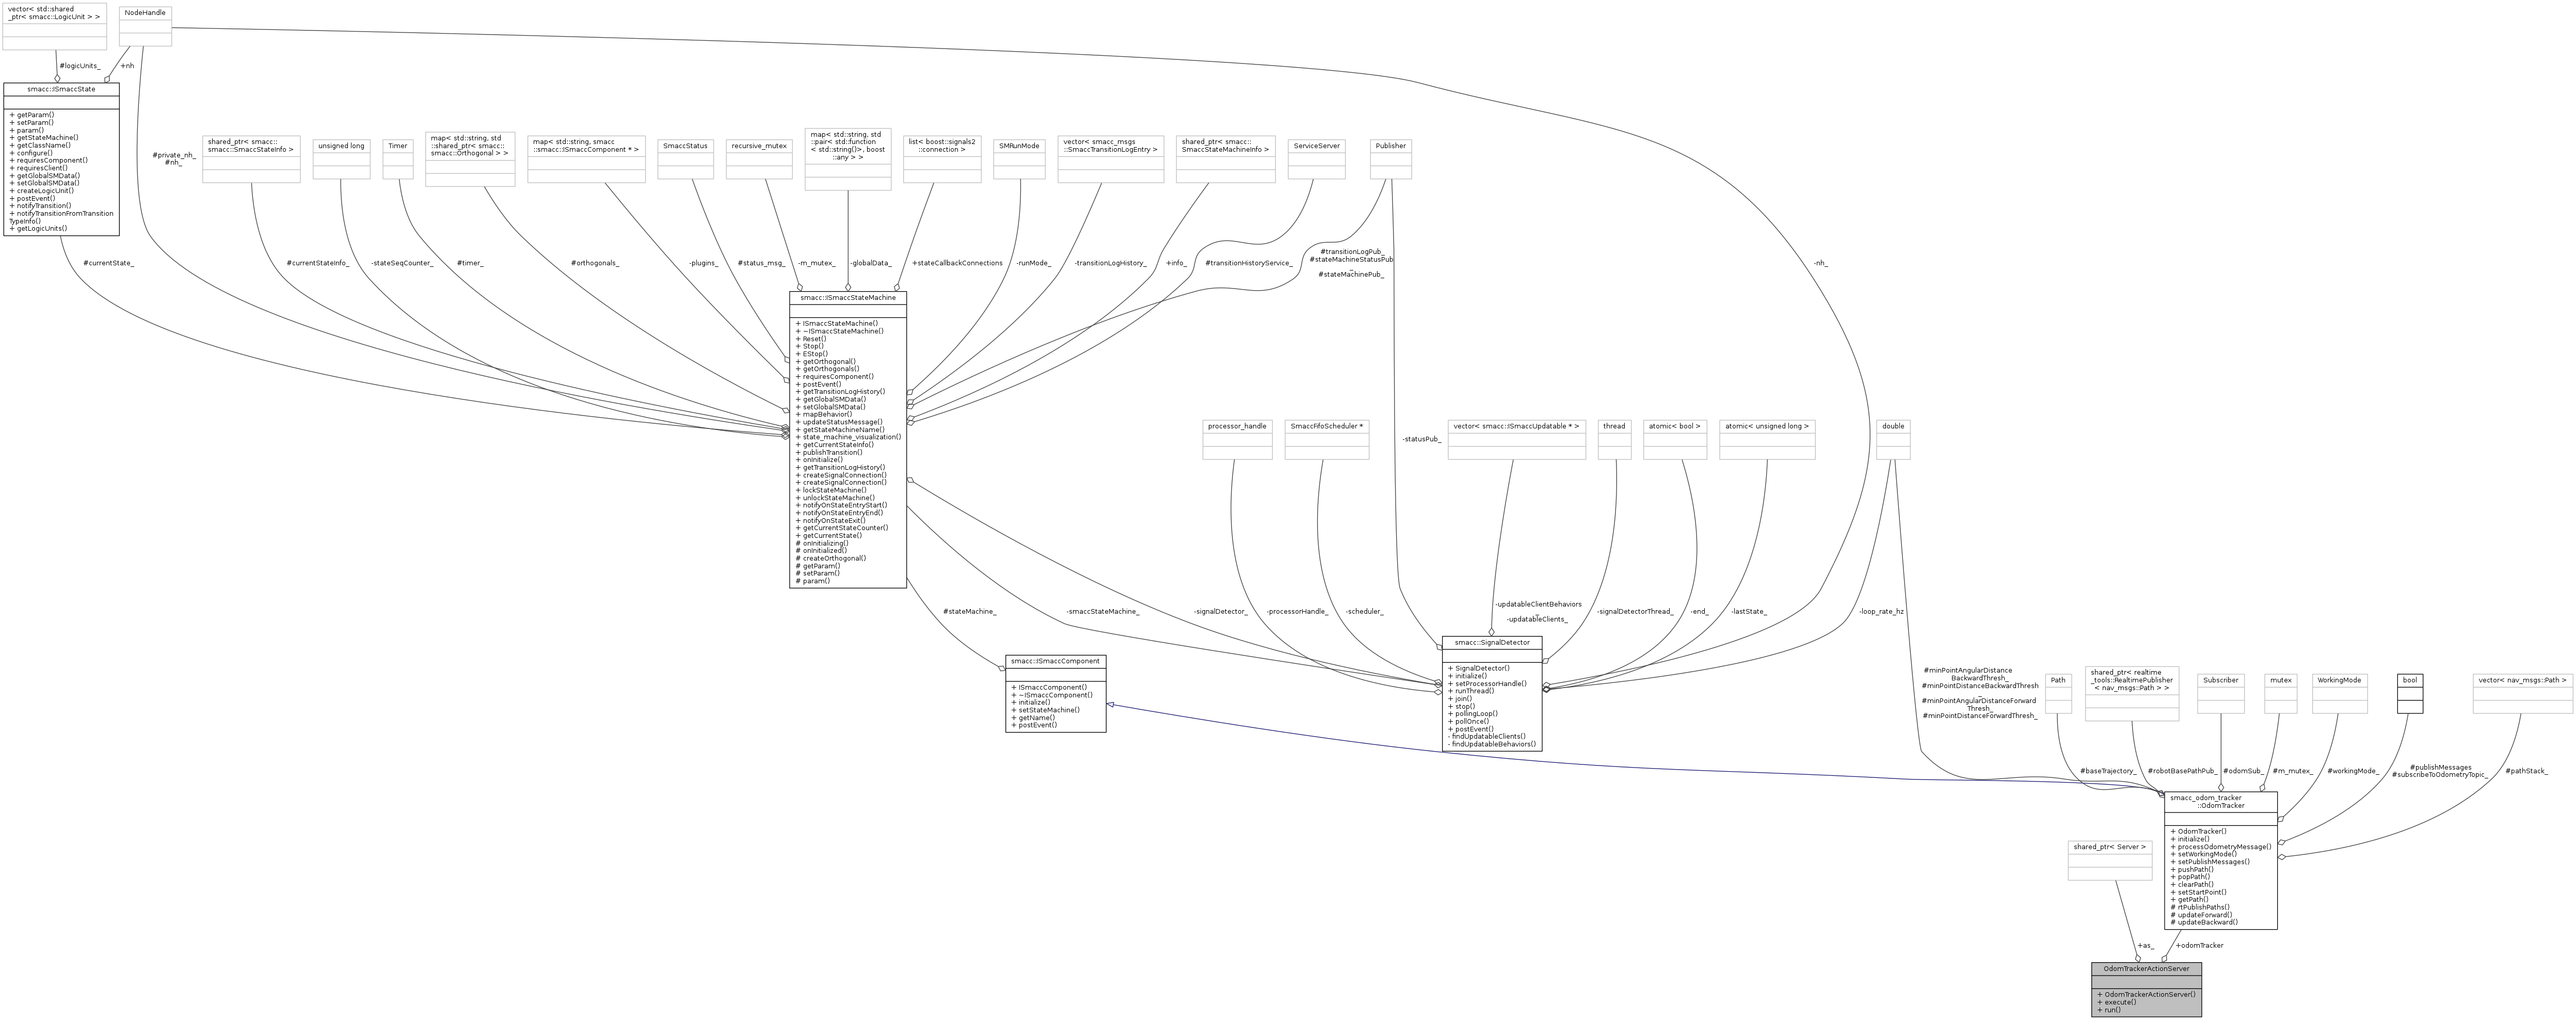 vector< std::shared
_ptr< smacc::LogicUnit > >
NodeHandle
#logicUnits_
+nh
smacc::ISmaccState
+ getParam()
+ setParam()
+ param()
+ getStateMachine()
+ getClassName()
+ configure()
+ requiresComponent()
+ requiresClient()
+ getGlobalSMData()
+ setGlobalSMData()
+ createLogicUnit()
+ postEvent()
+ notifyTransition()
+ notifyTransitionFromTransition
TypeInfo()
+ getLogicUnits()
#private_nh_
#nh_
shared_ptr< smacc::
smacc::SmaccStateInfo >
unsigned long
Timer
map< std::string, std
::shared_ptr< smacc::
smacc::Orthogonal > >
map< std::string, smacc
::smacc::ISmaccComponent * >
SmaccStatus
recursive_mutex
map< std::string, std
::pair< std::function
< std::string()>, boost
::any > >
list< boost::signals2
::connection >
SMRunMode
vector< smacc_msgs
::SmaccTransitionLogEntry >
shared_ptr< smacc::
SmaccStateMachineInfo >
ServiceServer
Publisher
#currentState_
#currentStateInfo_
-stateSeqCounter_
#timer_
#orthogonals_
-plugins_
#status_msg_
-m_mutex_
-globalData_
+stateCallbackConnections
-runMode_
-transitionLogHistory_
+info_
#transitionHistoryService_
#transitionLogPub_
#stateMachineStatusPub
_
#stateMachinePub_
-nh_
smacc::ISmaccStateMachine
+ ISmaccStateMachine()
+ ~ISmaccStateMachine()
+ Reset()
+ Stop()
+ EStop()
+ getOrthogonal()
+ getOrthogonals()
+ requiresComponent()
+ postEvent()
+ getTransitionLogHistory()
+ getGlobalSMData()
+ setGlobalSMData()
+ mapBehavior()
+ updateStatusMessage()
+ getStateMachineName()
+ state_machine_visualization()
+ getCurrentStateInfo()
+ publishTransition()
+ onInitialize()
+ getTransitionLogHistory()
+ createSignalConnection()
+ createSignalConnection()
+ lockStateMachine()
+ unlockStateMachine()
+ notifyOnStateEntryStart()
+ notifyOnStateEntryEnd()
+ notifyOnStateExit()
+ getCurrentStateCounter()
+ getCurrentState()
# onInitializing()
# onInitialized()
# createOrthogonal()
# getParam()
# setParam()
# param()
processor_handle
SmaccFifoScheduler *
-statusPub_
vector< smacc::ISmaccUpdatable * >
thread
atomic< bool >
atomic< unsigned long >
double
#stateMachine_
-smaccStateMachine_
-signalDetector_
-processorHandle_
-scheduler_
-updatableClientBehaviors
_
-updatableClients_
-signalDetectorThread_
-end_
-lastState_
-loop_rate_hz
smacc::ISmaccComponent
+ ISmaccComponent()
+ ~ISmaccComponent()
+ initialize()
+ setStateMachine()
+ getName()
+ postEvent()
smacc::SignalDetector
+ SignalDetector()
+ initialize()
+ setProcessorHandle()
+ runThread()
+ join()
+ stop()
+ pollingLoop()
+ pollOnce()
+ postEvent()
- findUpdatableClients()
- findUpdatableBehaviors()
#minPointAngularDistance
BackwardThresh_
#minPointDistanceBackwardThresh
_
#minPointAngularDistanceForward
Thresh_
#minPointDistanceForwardThresh_
Path
shared_ptr< realtime
_tools::RealtimePublisher
< nav_msgs::Path > >
Subscriber
mutex
WorkingMode
bool
vector< nav_msgs::Path >
#baseTrajectory_
#robotBasePathPub_
#odomSub_
#m_mutex_
#workingMode_
#publishMessages
#subscribeToOdometryTopic_
#pathStack_
smacc_odom_tracker
::OdomTracker
+ OdomTracker()
+ initialize()
+ processOdometryMessage()
+ setWorkingMode()
+ setPublishMessages()
+ pushPath()
+ popPath()
+ clearPath()
+ setStartPoint()
+ getPath()
# rtPublishPaths()
# updateForward()
# updateBackward()
shared_ptr< Server >
+as_
+odomTracker
OdomTrackerActionServer
+ OdomTrackerActionServer()
+ execute()
+ run()